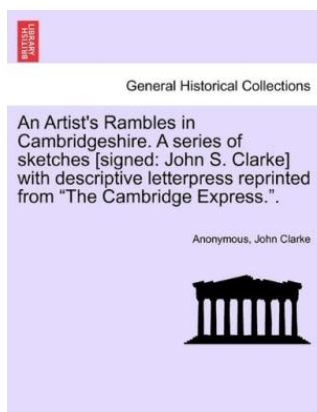 BRITISH
LIBRARY
General Historical Collections
An Artist's Rambles in
Cambridgeshire. A series of
sketches [signed: John S. Clarke]
with descriptive letterpress reprinted
from “The Cambridge Express.”.
Anonymous, John Clarke